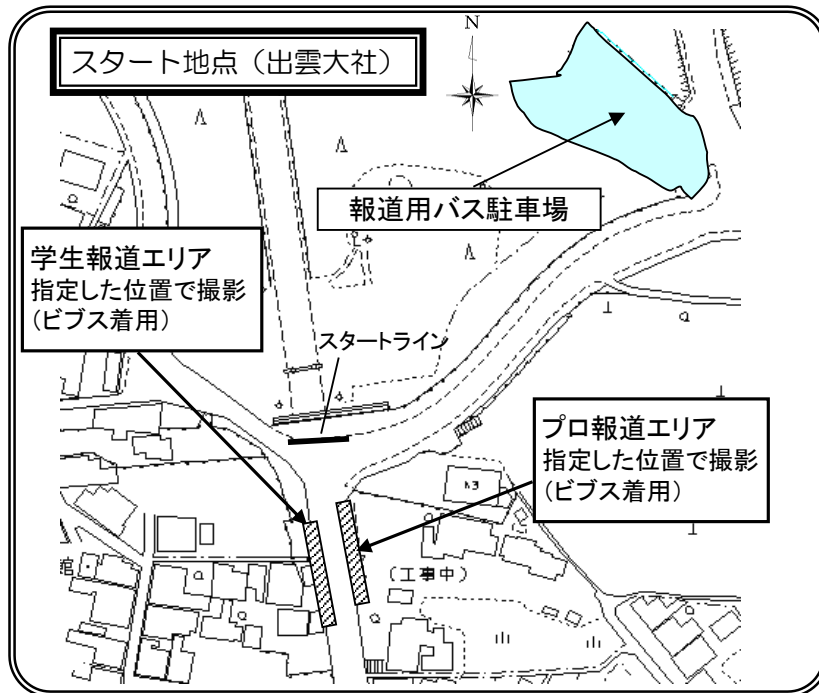 スタート地点（出雲大社）
N
報道用バス駐車場
学生報道エリア
指定した位置で撮影
（ビブス着用）
スタートライン
プロ報道エリア
指定した位置で撮影
（ビブス着用）
館
（工事中）